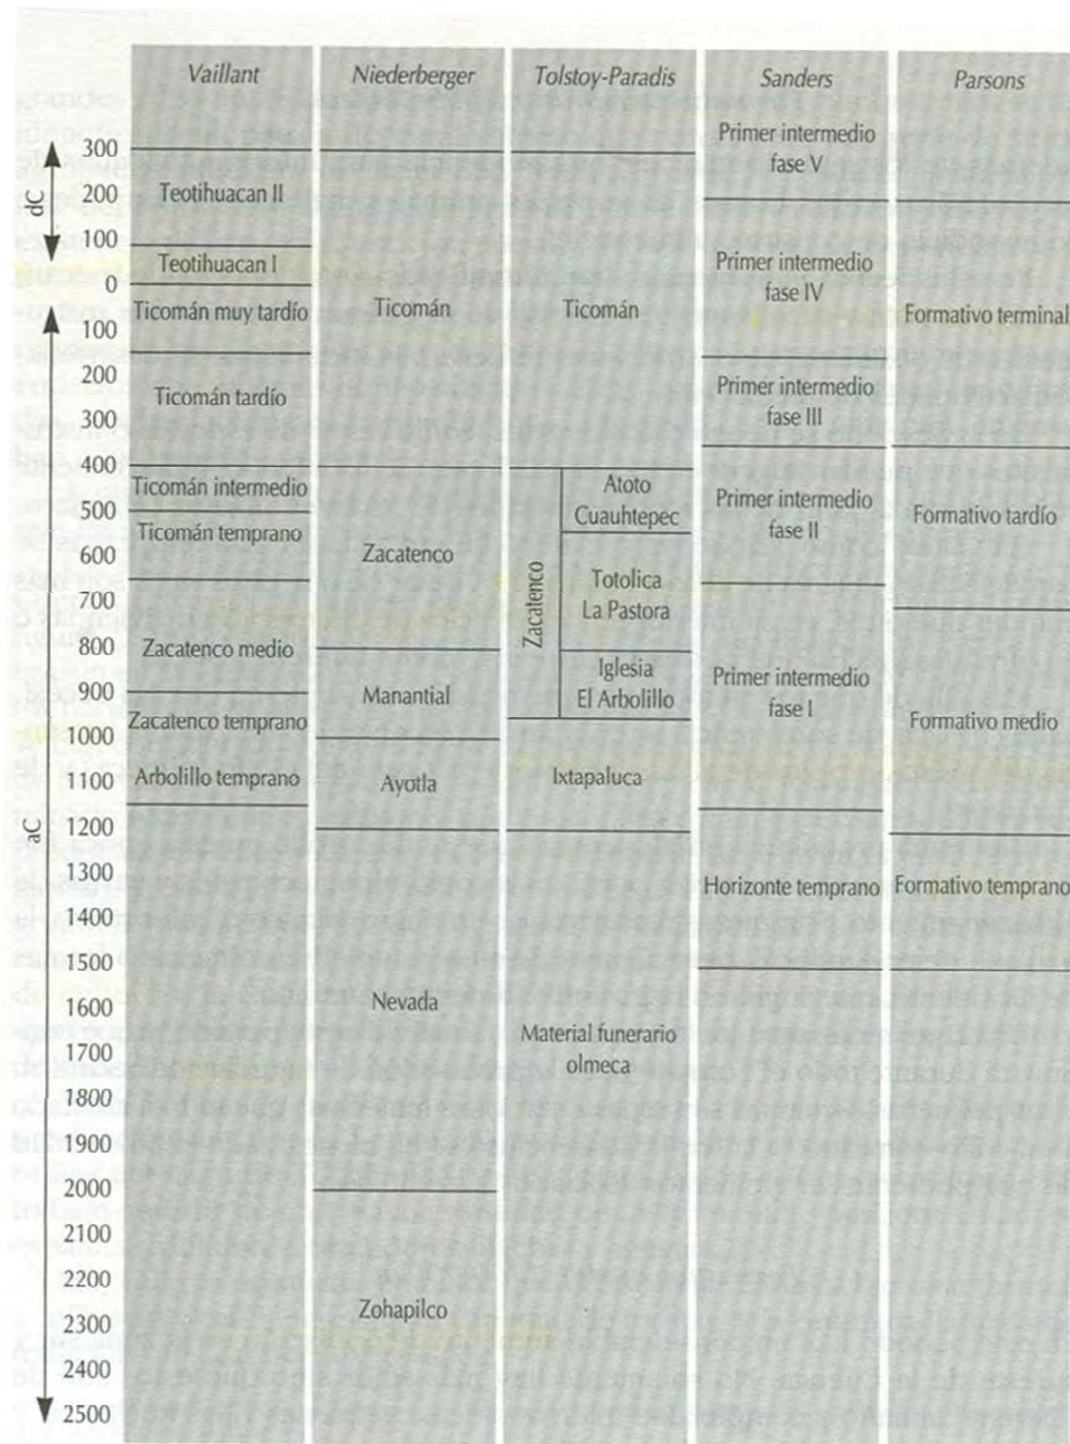 Vaillant
Niederberger
Tolstoy-Paradis
Sanders
Parsons
dC
300
200
100
0
aC
100
200
300
400
500
600
700
800
900
1000
1100
1200
1300
1400
1500
1600
1700
1800
1900
2000
2100
2200
2300
2400
2500
Teotihuacan II
Teotihuacan I
Ticomán muy tardío
Ticomán tardío
Ticomán intermedio
Ticomán temprano
Zacatenco medio
Zacatenco temprano
Arbolillo temprano
Ticomán
Zacatenco
Manantial
Ayotla
Nevada
Zohapilco
Ticomán
Zacatenco
Atoto
Cuauhtepec
Totolica
La Pastora
Iglesia
El Arbolillo
Ixtapaluca
Material funerario
olmeca
Primer intermedio
fase V
Primer intermedio
fase IV
Primer intermedio
fase III
Primer intermedio
fase II
Primer intermedio
fase I
Horizonte temprano
Formativo terminal
Formativo tardío
Formativo medio
Formativo temprano